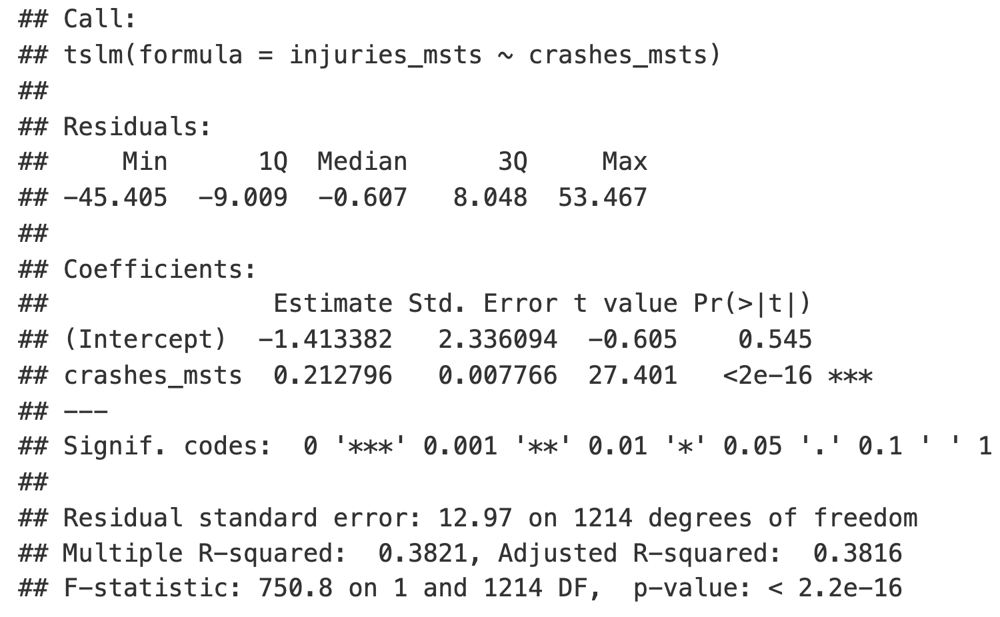 ## Call:
## tslm(formula = injuries_msts ~ crashes_msts)
##
## Residuals:
##     Min      1Q  Median      3Q     Max
## -45.405  -9.009  -0.607   8.048  53.467
##
## Coefficients:
##               Estimate Std. Error t value Pr(>|t|)
## (Intercept)  -1.413382   2.336094  -0.605    0.545
## crashes_msts  0.212796   0.007766  27.401   <2e-16 ***
## ---
## Signif. codes:  0 '***' 0.001 '**' 0.01 '*' 0.05 '.' 0.1 ' ' 1
##
## Residual standard error: 12.97 on 1214 degrees of freedom
## Multiple R-squared:  0.3821, Adjusted R-squared:  0.3816
## F-statistic: 750.8 on 1 and 1214 DF,  p-value: < 2.2e-16